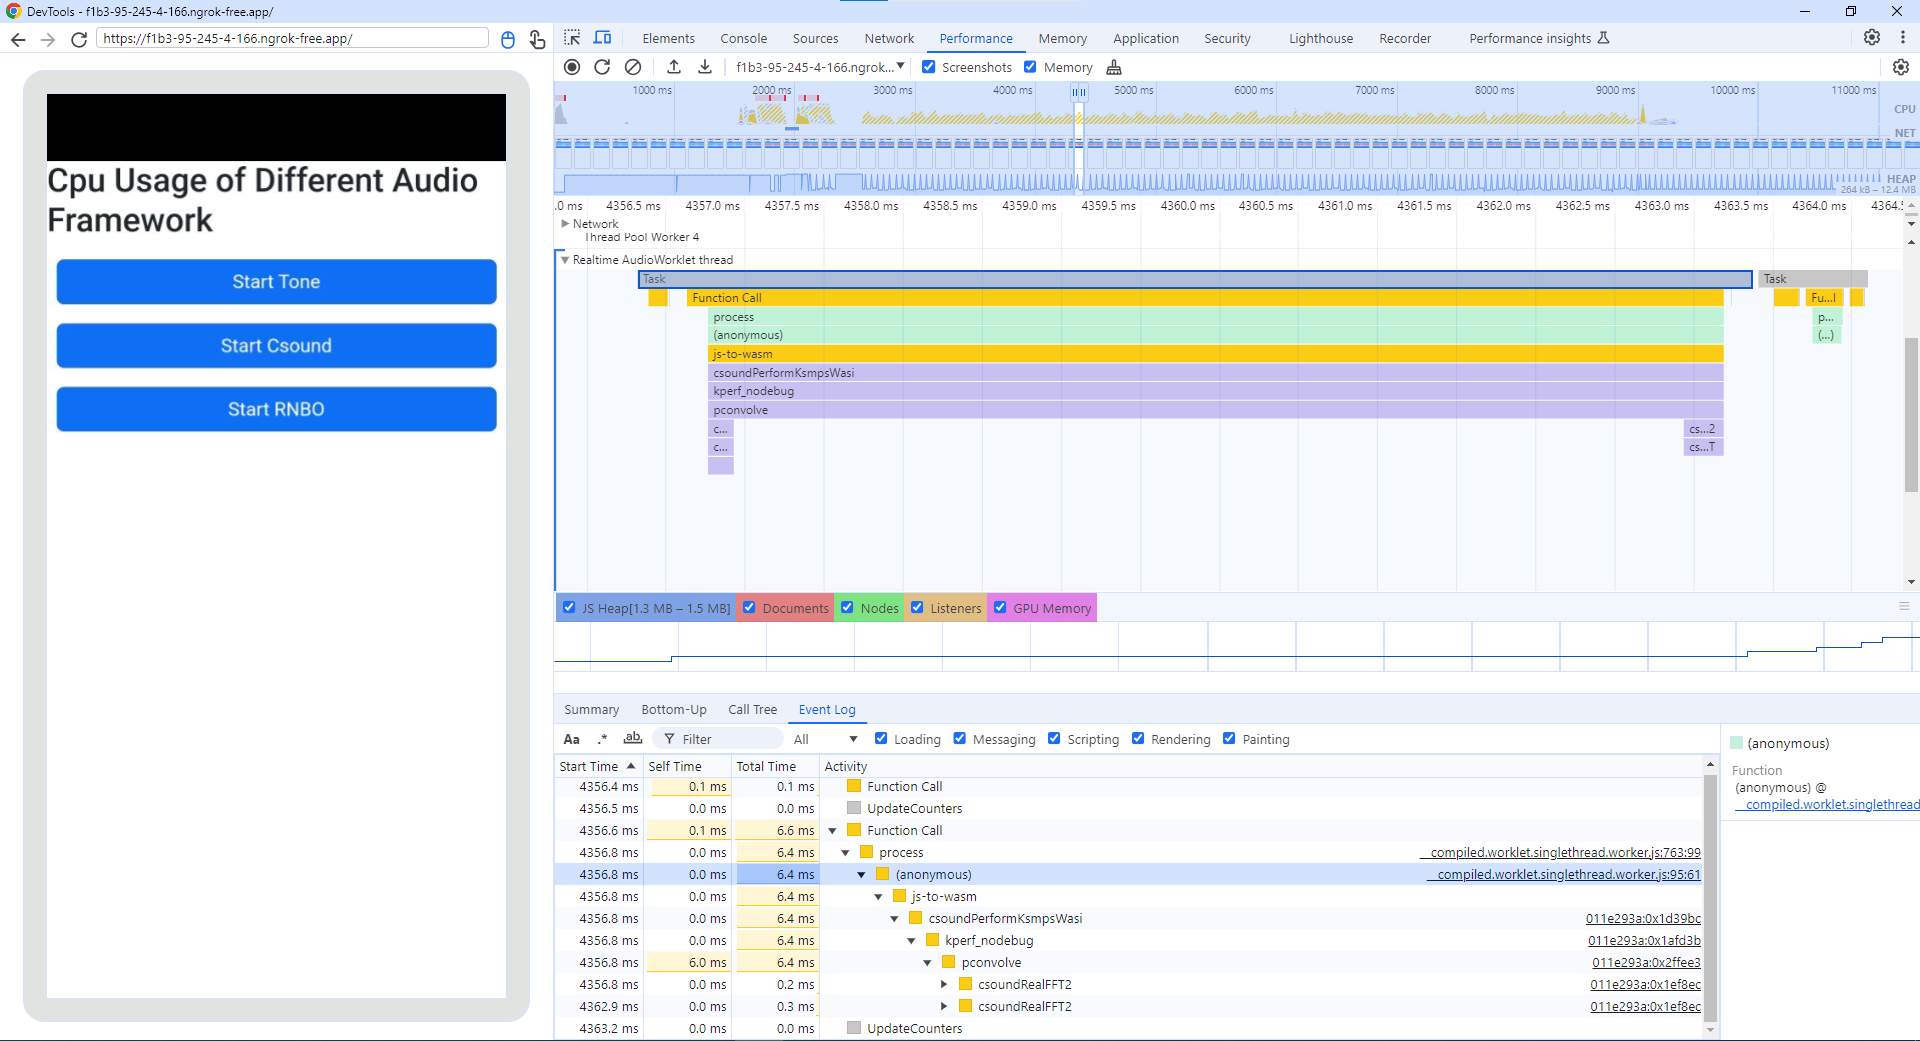 DevTools - f1b3-95-245-4-166.ngrok-free.app/
https://f1b3-95-245-4-166.ngrok-free.app/
Elements Console Sources Network Performance Memory Application Security Lighthouse Recorder Performance insights
f1b3-95-245-4-166.ngrok... Screenshots Memory
1000 ms 2000 ms 3000 ms 4000 ms 5000 ms 6000 ms 7000 ms 8000 ms 9000 ms 10000 ms 11000 ms
CPU
NET
HEAP
264 kB – 12.4 MB
.0 ms 4356.5 ms 4357.0 ms 4357.5 ms 4358.0 ms 4358.5 ms 4359.0 ms 4359.5 ms 4360.0 ms 4360.5 ms 4361.0 ms 4361.5 ms 4362.0 ms 4362.5 ms 4363.0 ms 4363.5 ms 4364.0 ms 4364.5
Network
Thread Pool Worker 4
Realtime AudioWorklet thread
Task Task
Function Call Fu...l
process p...
(anonymous) (...)
js-to-wasm
csoundPerformKsmpsWasi
kperf_nodebug
pconvolve
c... cs...2
c... cs...T
Cpu Usage of Different Audio
Framework
Start Tone
Start Csound
Start RNBO
JS Heap[1.3 MB – 1.5 MB] Documents Nodes Listeners GPU Memory
Summary Bottom-Up Call Tree Event Log
Aa .* ab Filter All Loading Messaging Scripting Rendering Painting
Start Time Self Time Total Time Activity
4356.4 ms 0.1 ms 0.1 ms Function Call
4356.5 ms 0.0 ms 0.0 ms UpdateCounters
4356.6 ms 0.1 ms 6.6 ms Function Call
4356.8 ms 0.0 ms 6.4 ms process __compiled.worklet.singlethread.worker.js:763:99
4356.8 ms 0.0 ms 6.4 ms (anonymous) __compiled.worklet.singlethread.worker.js:95:61
4356.8 ms 0.0 ms 6.4 ms js-to-wasm
4356.8 ms 0.0 ms 6.4 ms csoundPerformKsmpsWasi 011e293a:0x1d39bc
4356.8 ms 0.0 ms 6.4 ms kperf_nodebug 011e293a:0x1afd3b
4356.8 ms 6.0 ms 6.4 ms pconvolve 011e293a:0x2ffee3
4356.8 ms 0.0 ms 0.2 ms csoundRealFFT2 011e293a:0x1ef8ec
4362.9 ms 0.0 ms 0.3 ms csoundRealFFT2 011e293a:0x1ef8ec
4363.2 ms 0.0 ms 0.0 ms UpdateCounters
(anonymous)
Function
(anonymous) @
__compiled.worklet.singlethread